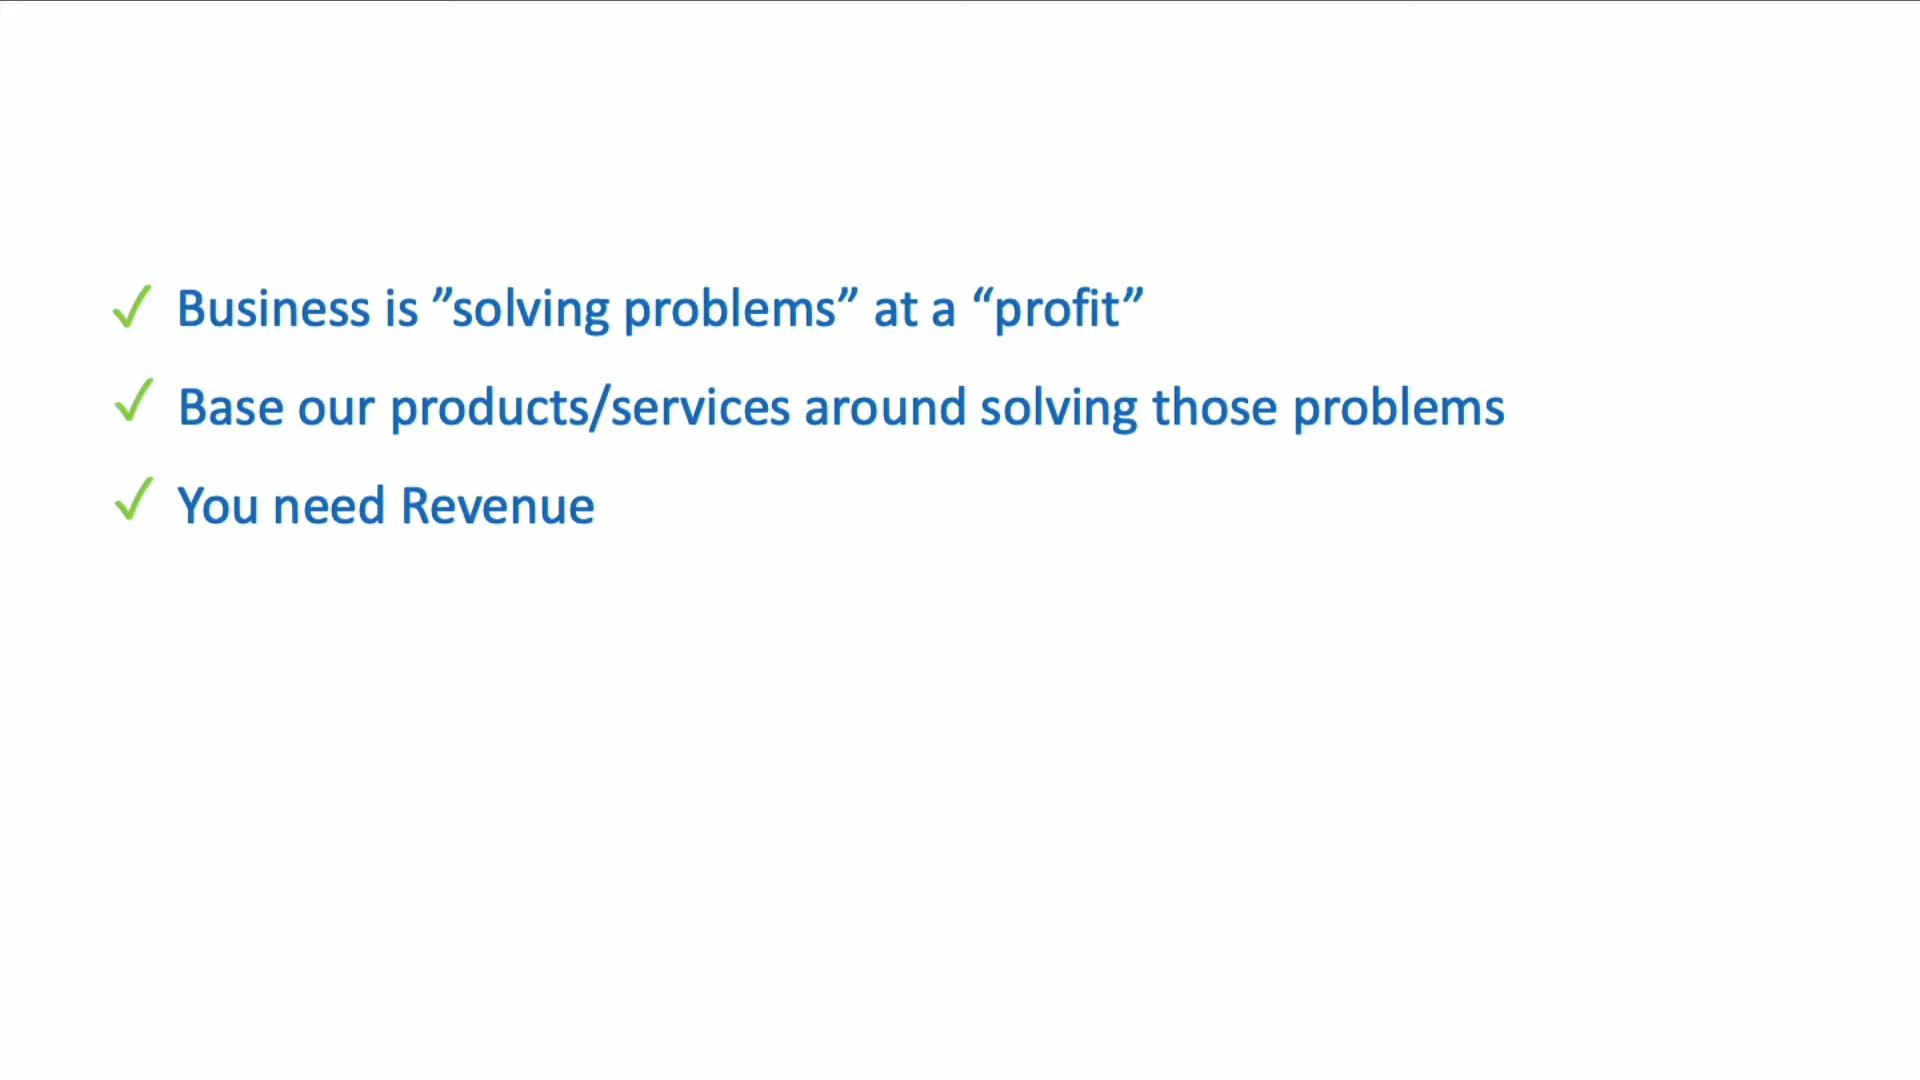 ✓ Business is ”solving problems” at a “profit”
✓ Base our products/services around solving those problems
✓ You need Revenue